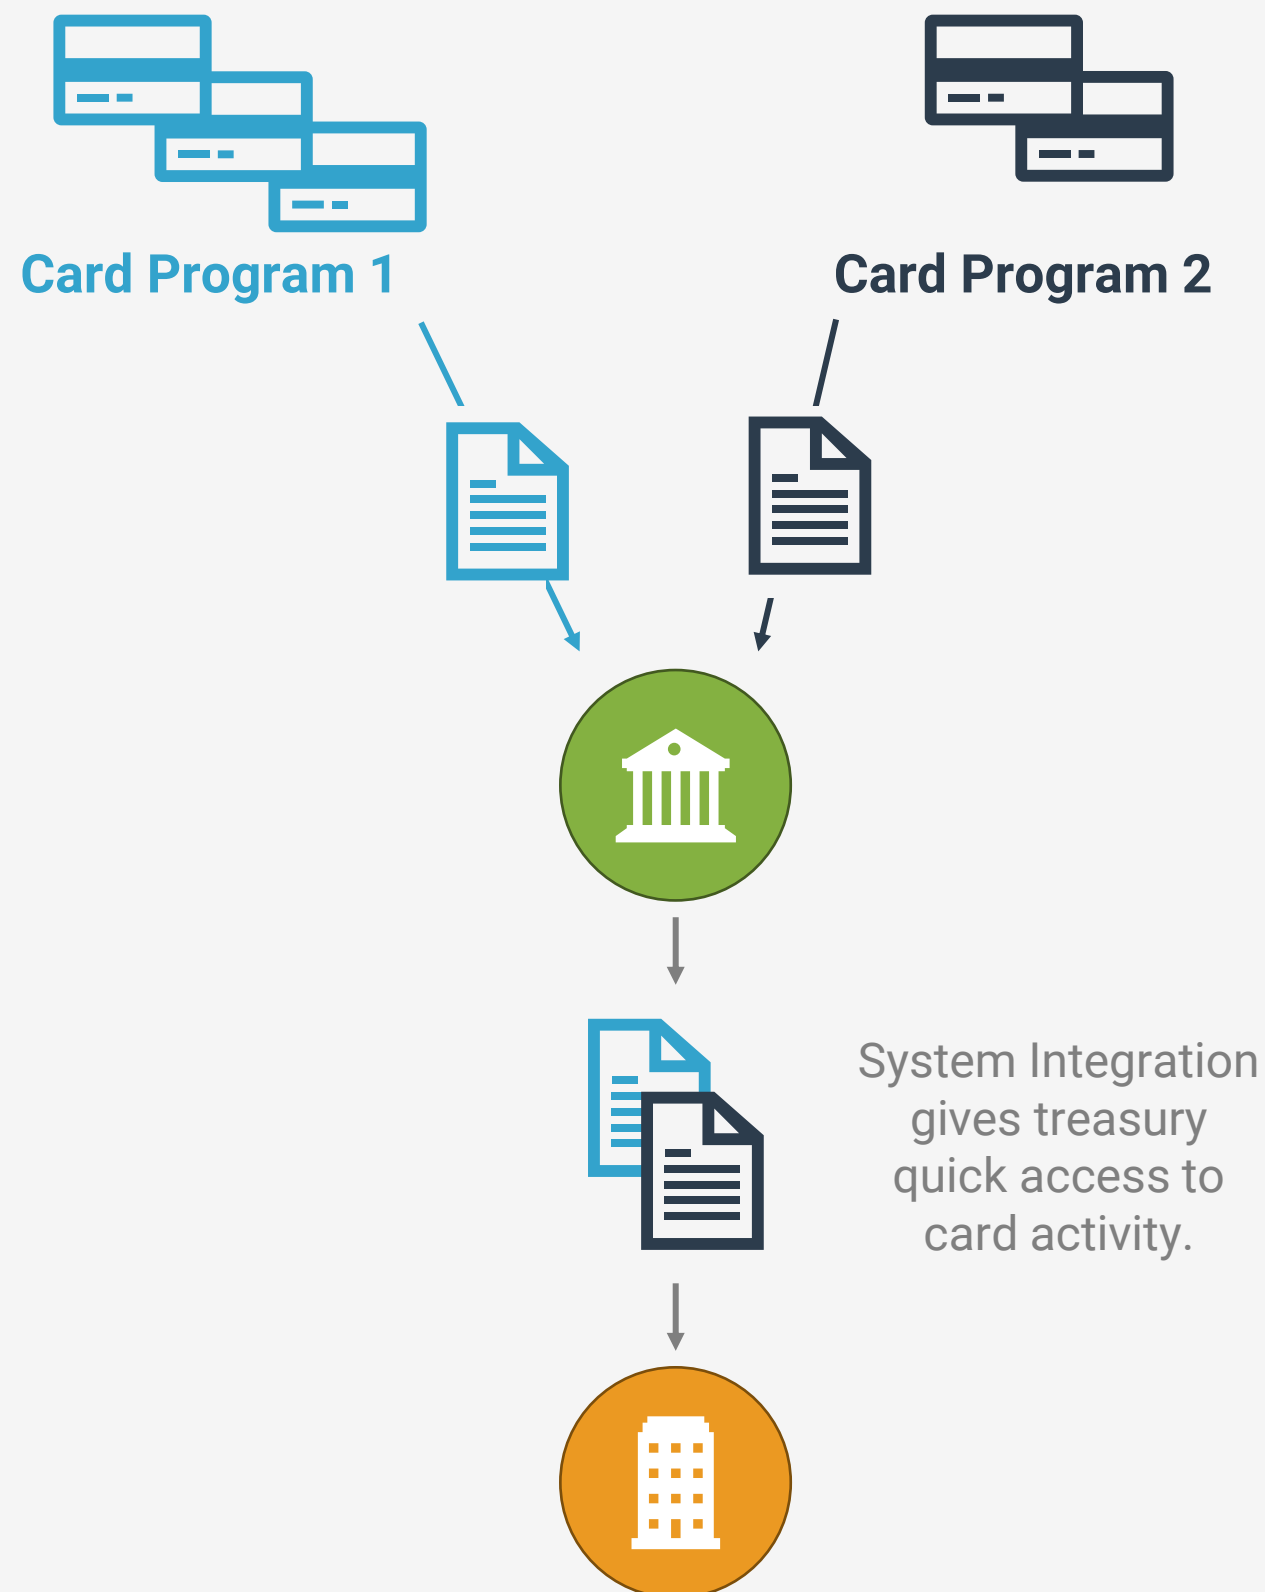 Card Program 1
Card Program 2
System Integration
gives treasury
quick access to
card activity.